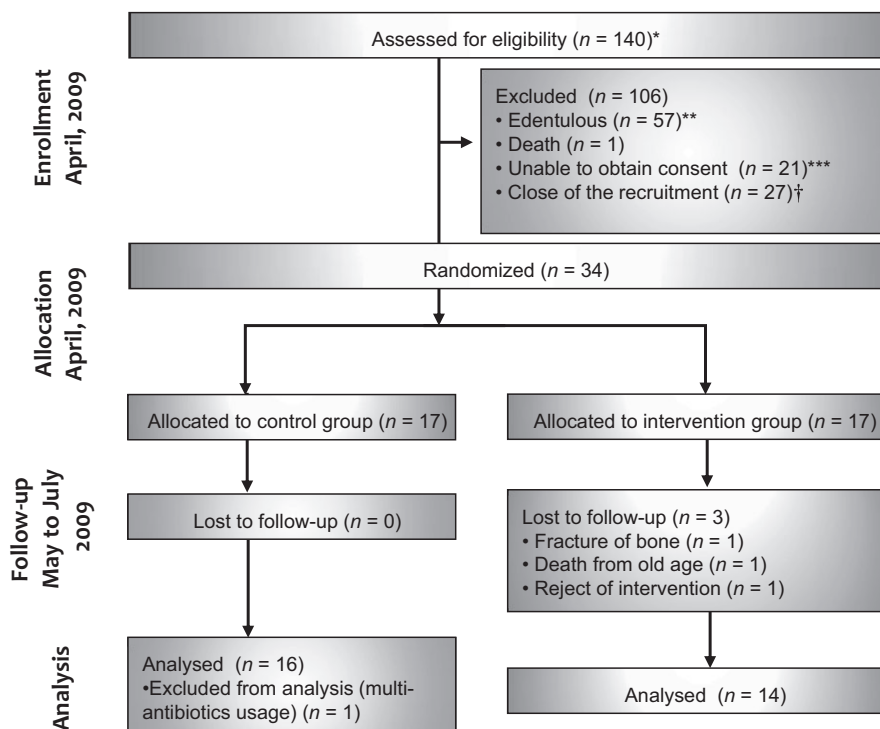 Assessed for eligibility (n = 140)*
Enrollment
April, 2009
Excluded (n = 106)
• Edentulous (n = 57)**
• Death (n = 1)
• Unable to obtain consent (n = 21)***
• Close of the recruitment (n = 27)†
Randomized (n = 34)
Allocation
April, 2009
Allocated to control group (n = 17)
Allocated to intervention group (n = 17)
Follow-up
May to July
2009
Lost to follow-up (n = 0)
Lost to follow-up (n = 3)
• Fracture of bone (n = 1)
• Death from old age (n = 1)
• Reject of intervention (n = 1)
Analysis
Analysed (n = 16)
•Excluded from analysis (multi-
antibiotics usage) (n = 1)
Analysed (n = 14)